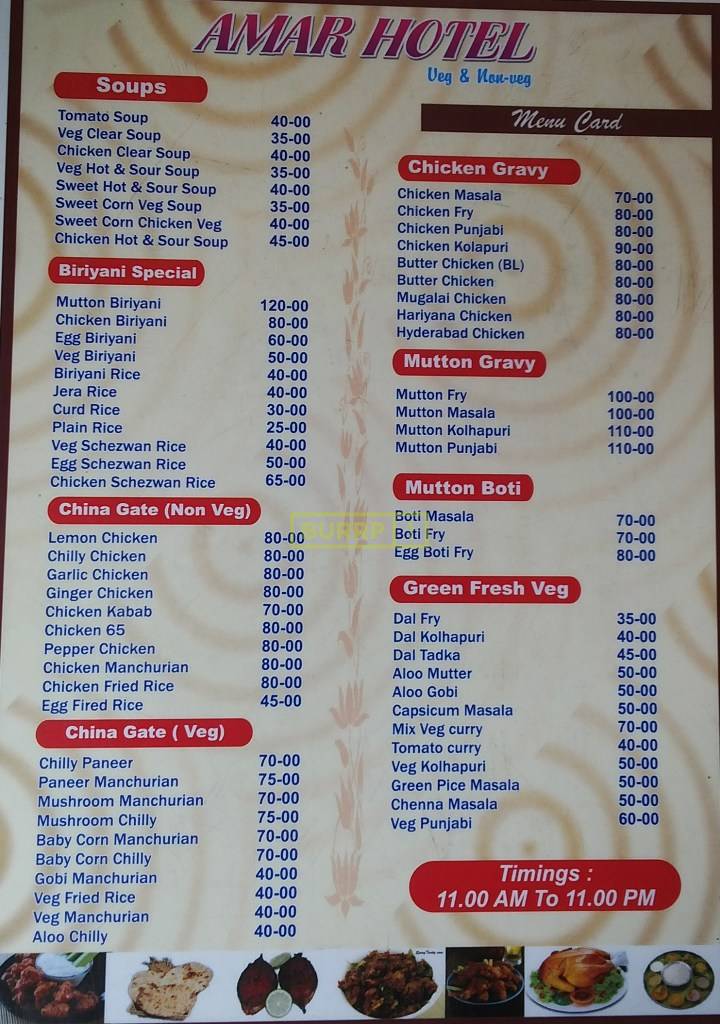 AMAR HOTEL
Veg & Non-veg
Menu Card
Soups
Tomato Soup 40-00
Veg Clear Soup 35-00
Chicken Clear Soup 40-00
Veg Hot & Sour Soup 35-00
Sweet Hot & Sour Soup 40-00
Sweet Corn Veg Soup 35-00
Sweet Corn Chicken Veg 40-00
Chicken Hot & Sour Soup 45-00
Biriyani Special
Mutton Biriyani 120-00
Chicken Biriyani 80-00
Egg Biriyani 60-00
Veg Biriyani 50-00
Biriyani Rice 40-00
Jera Rice 40-00
Curd Rice 30-00
Plain Rice 25-00
Veg Schezwan Rice 40-00
Egg Schezwan Rice 50-00
Chicken Schezwan Rice 65-00
China Gate (Non Veg)
Lemon Chicken 80-00
Chilly Chicken 80-00
Garlic Chicken 80-00
Ginger Chicken 80-00
Chicken Kabab 70-00
Chicken 65 80-00
Pepper Chicken 80-00
Chicken Manchurian 80-00
Chicken Fried Rice 80-00
Egg Fired Rice 45-00
China Gate ( Veg)
Chilly Paneer 70-00
Paneer Manchurian 75-00
Mushroom Manchurian 70-00
Mushroom Chilly 75-00
Baby Corn Manchurian 70-00
Baby Corn Chilly 70-00
Gobi Manchurian 40-00
Veg Fried Rice 40-00
Veg Manchurian 40-00
Aloo Chilly 40-00
Chicken Gravy
Chicken Masala 70-00
Chicken Fry 80-00
Chicken Punjabi 80-00
Chicken Kolapuri 90-00
Butter Chicken (BL) 80-00
Butter Chicken 80-00
Mugalai Chicken 80-00
Hariyana Chicken 80-00
Hyderabad Chicken 80-00
Mutton Gravy
Mutton Fry 100-00
Mutton Masala 100-00
Mutton Kolhapuri 110-00
Mutton Punjabi 110-00
Mutton Boti
Boti Masala 70-00
Boti Fry 70-00
Egg Boti Fry 80-00
Green Fresh Veg
Dal Fry 35-00
Dal Kolhapuri 40-00
Dal Tadka 45-00
Aloo Mutter 50-00
Aloo Gobi 50-00
Capsicum Masala 50-00
Mix Veg curry 70-00
Tomato curry 40-00
Veg Kolhapuri 50-00
Green Pice Masala 50-00
Chenna Masala 50-00
Veg Punjabi 60-00
Timings :
11.00 AM To 11.00 PM